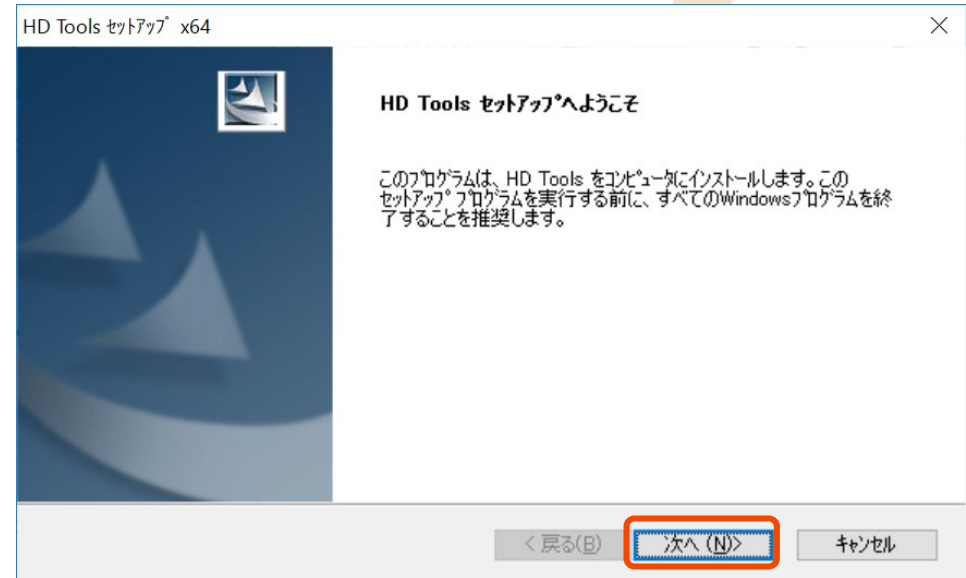 HD Tools ｾｯﾄｱｯﾌﾟ x64
HD Tools ｾｯﾄｱｯﾌﾟへようこそ
このﾌﾟﾛｸﾞﾗﾑは、HD Tools をｺﾝﾋﾟｭｰﾀにｲﾝｽﾄｰﾙします。この
ｾｯﾄｱｯﾌﾟ ﾌﾟﾛｸﾞﾗﾑを実行する前に、すべてのWindowsﾌﾟﾛｸﾞﾗﾑを終
了することを推奨します。
< 戻る(B)
次へ (N)>
ｷｬﾝｾﾙ